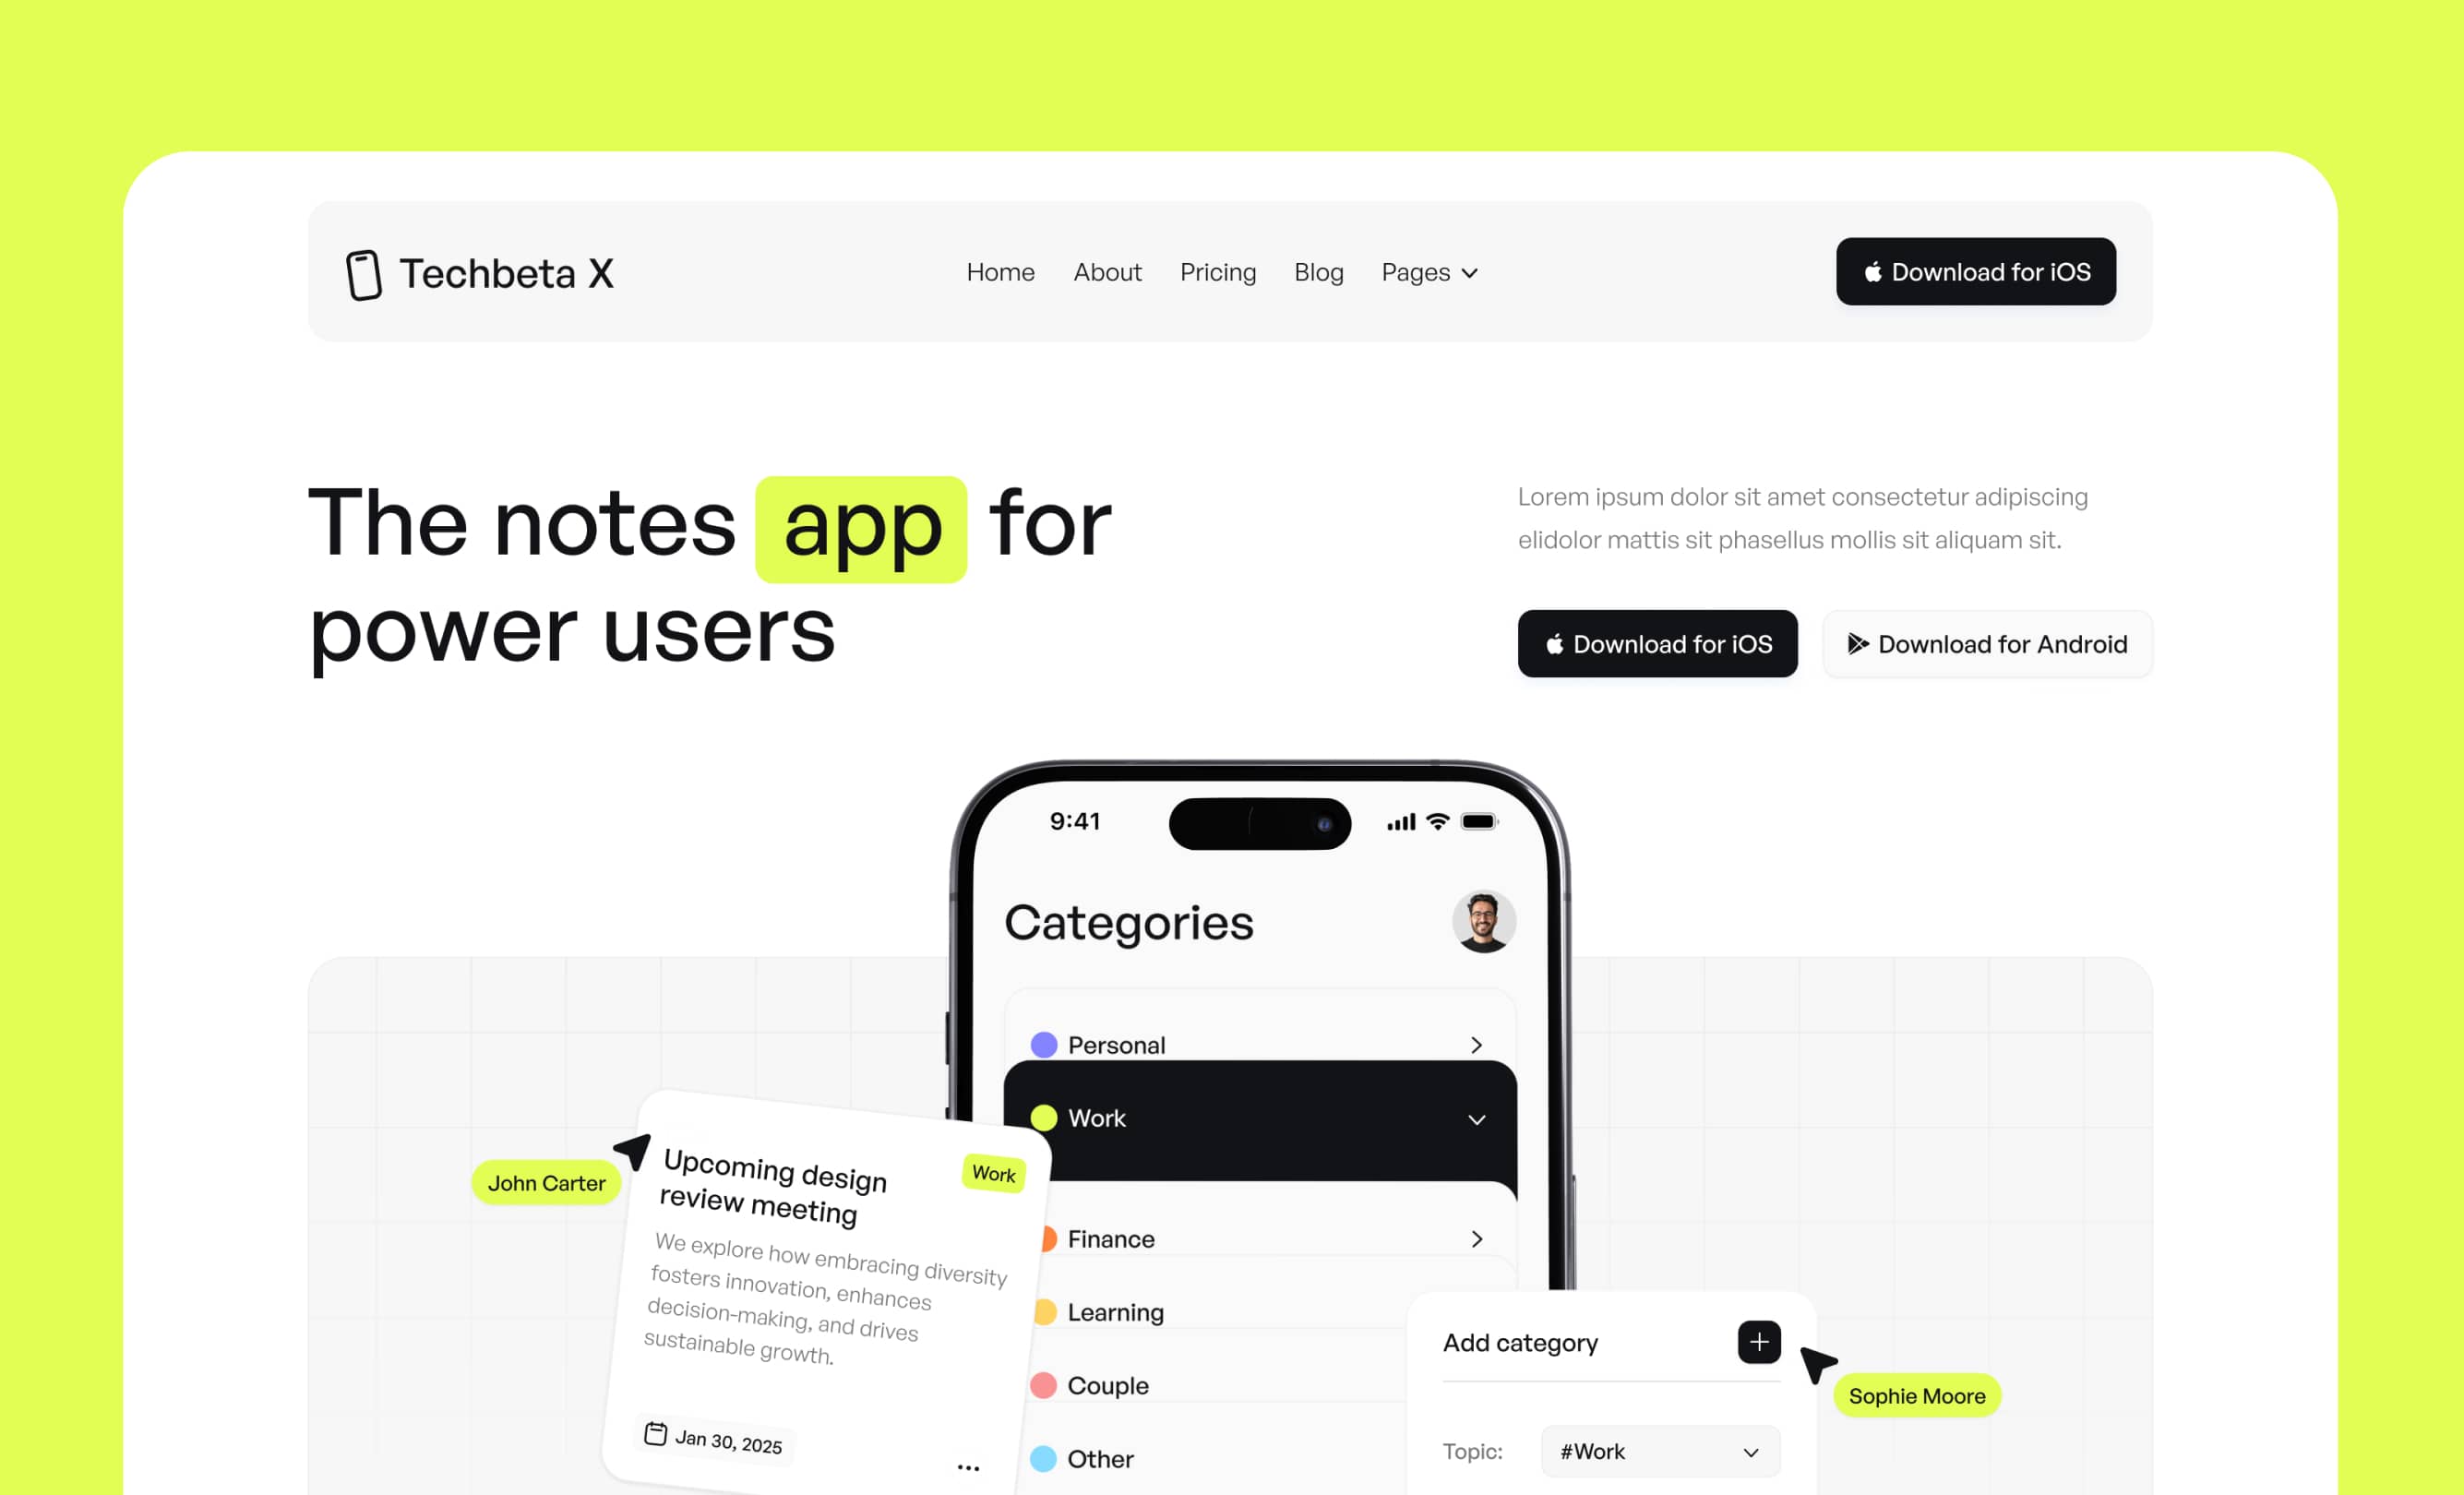 Techbeta X
Home About Pricing Blog Pages
Download for iOS
The notes app for
power users
Lorem ipsum dolor sit amet consectetur adipiscing
elidolor mattis sit phasellus mollis sit aliquam sit.
Download for iOS
Download for Android
9:41
Categories
Personal
Work
Finance
Learning
Couple
Other
John Carter
Upcoming design
review meeting
Work
We explore how embracing diversity
fosters innovation, enhances
decision-making, and drives
sustainable growth.
Jan 30, 2025
Add category
Sophie Moore
Topic:
#Work